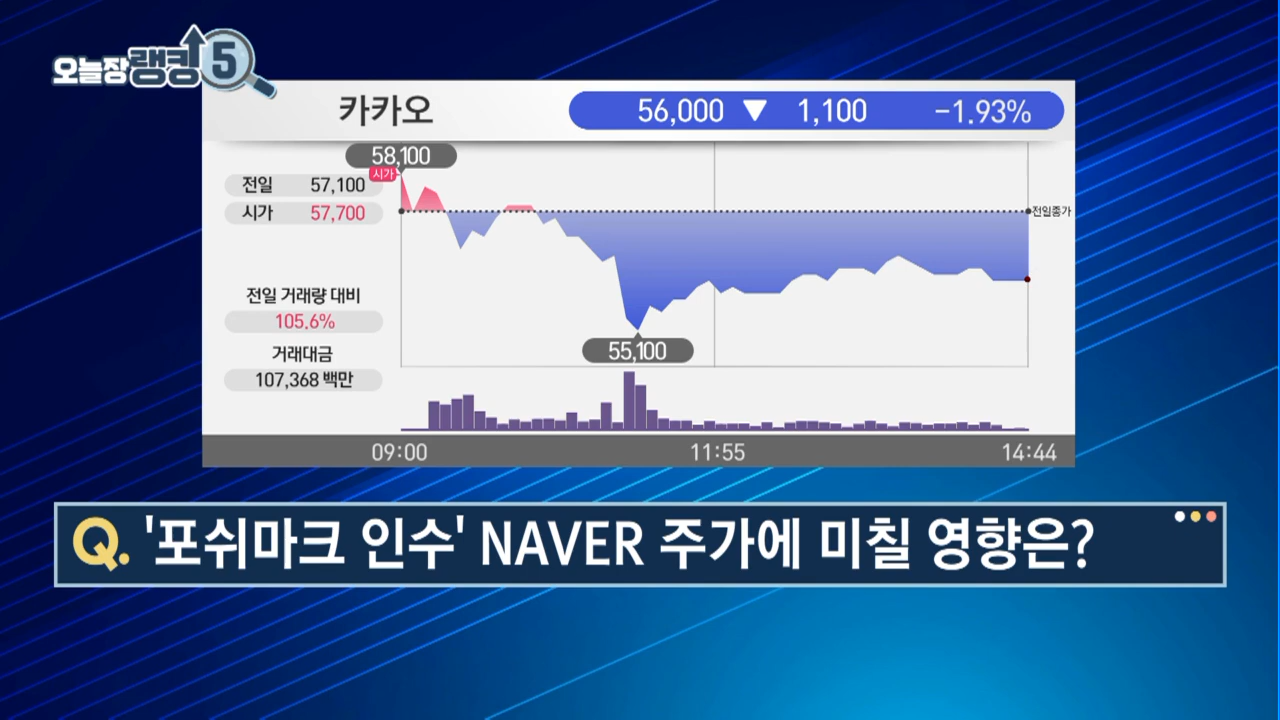 오늘장랭킹5
카카오 56,000 ▼ 1,100 -1.93%
58,100
시가
전일 57,100
시가 57,700
전일종가
전일 거래량 대비
105.6%
거래대금
107,368 백만
55,100
09:00 11:55 14:44
Q. '포쉬마크 인수' NAVER 주가에 미칠 영향은?